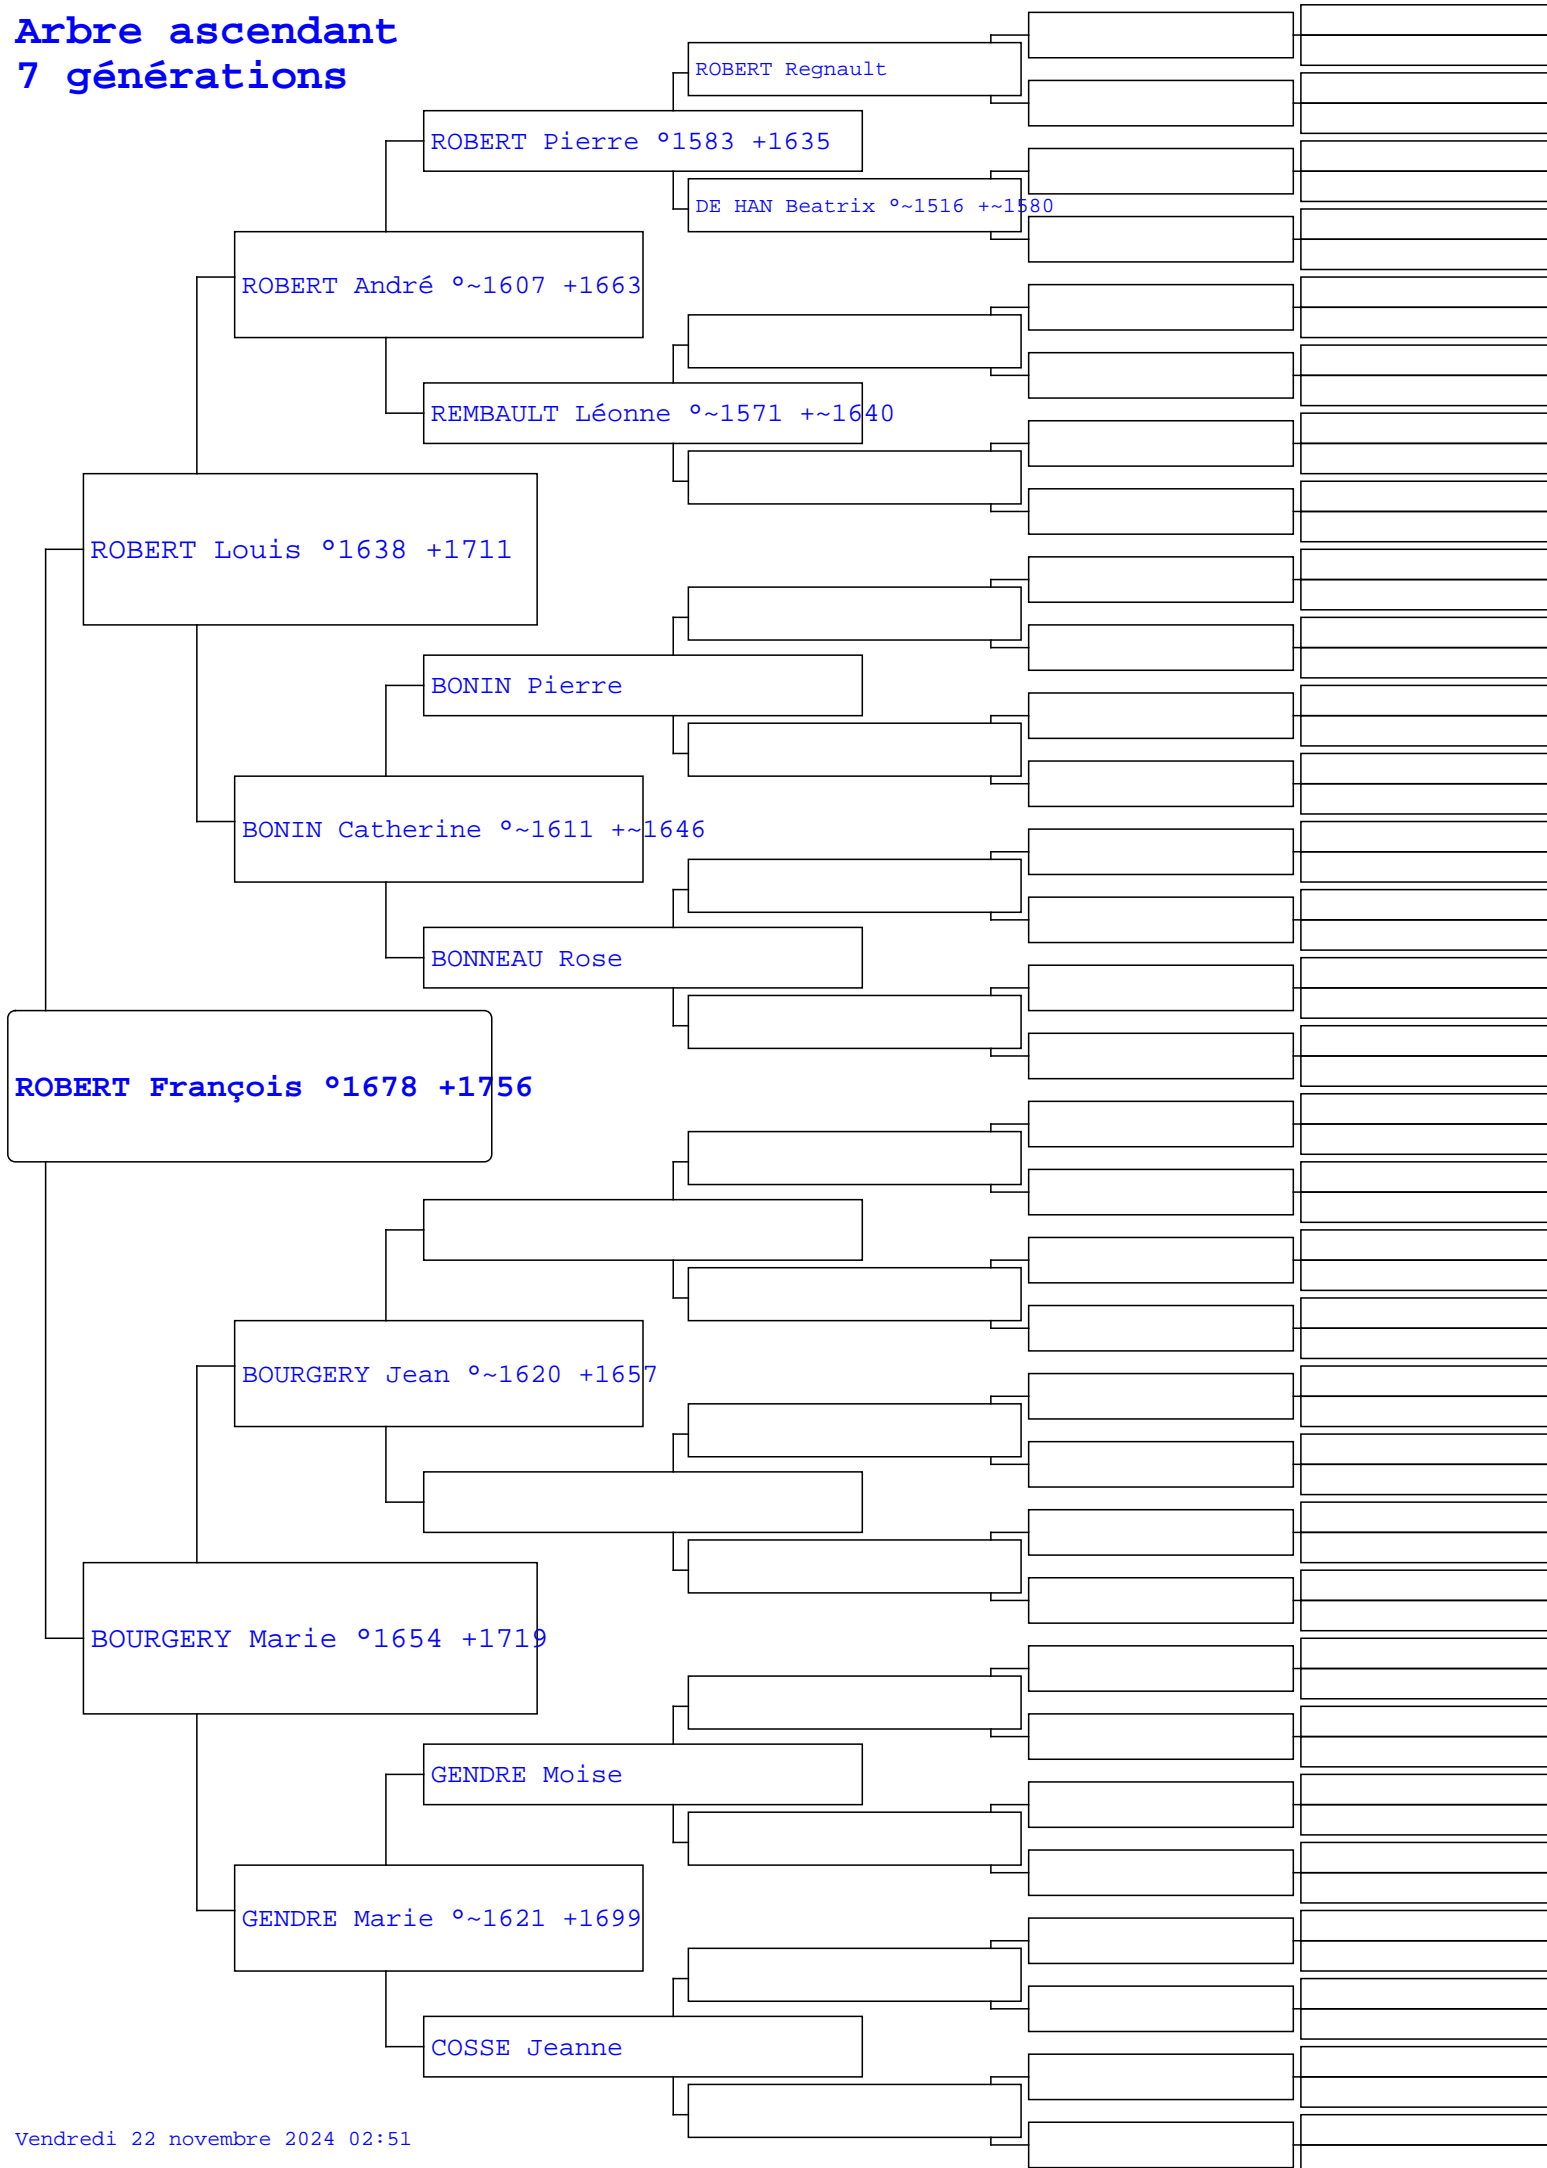 Arbre ascendant
7 générations
ROBERT Regnault
ROBERT Pierre °1583 +1635
DE HAN Beatrix °~1516 +~1580
ROBERT André °~1607 +1663
REMBAULT Léonne °~1571 +~1640
ROBERT Louis °1638 +1711
BONIN Pierre
BONIN Catherine °~1611 +~1646
BONNEAU Rose
ROBERT François °1678 +1756
BOURGERY Jean °~1620 +1657
BOURGERY Marie °1654 +1719
GENDRE Moise
GENDRE Marie °~1621 +1699
COSSE Jeanne
Vendredi 22 novembre 2024 02:51